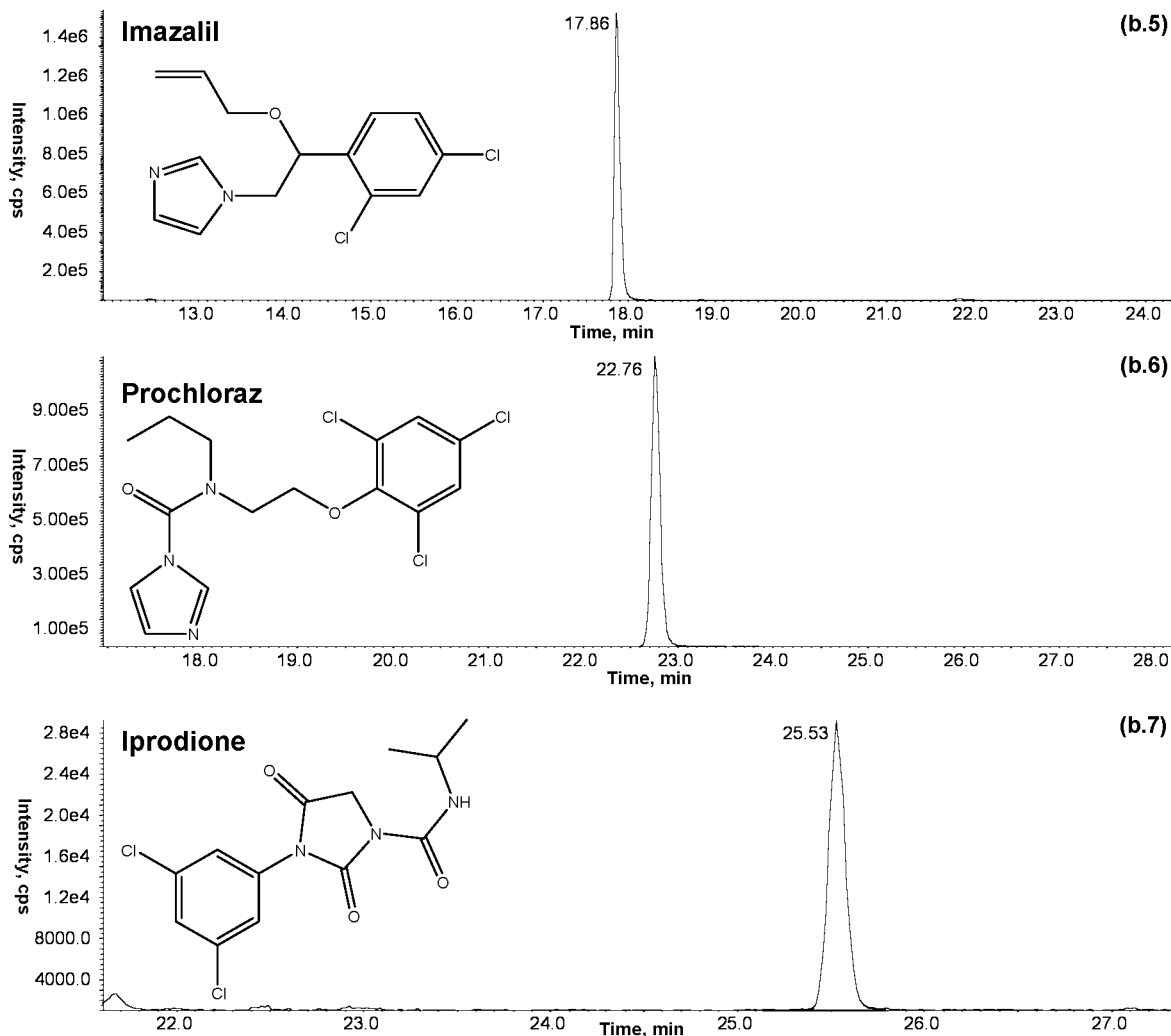 Imazalil
17.86
(b.5)
Intensity, cps
1.4e6
1.2e6
1.0e6
8.0e5
6.0e5
4.0e5
2.0e5
O
N
N
Cl
Cl
13.0 14.0 15.0 16.0 17.0 18.0 19.0 20.0 21.0 22.0 23.0 24.0
Time, min
Prochloraz
22.76
(b.6)
Intensity, cps
9.00e5
7.00e5
5.00e5
3.00e5
1.00e5
Cl
Cl
O
N
O
Cl
N
N
18.0 19.0 20.0 21.0 22.0 23.0 24.0 25.0 26.0 27.0 28.0
Time, min
Iprodione
25.53
(b.7)
Intensity, cps
2.8e4
2.4e4
2.0e4
1.6e4
1.2e4
8000.0
4000.0
O
NH
N
Cl
N
O
O
Cl
22.0 23.0 24.0 25.0 26.0 27.0
Time, min